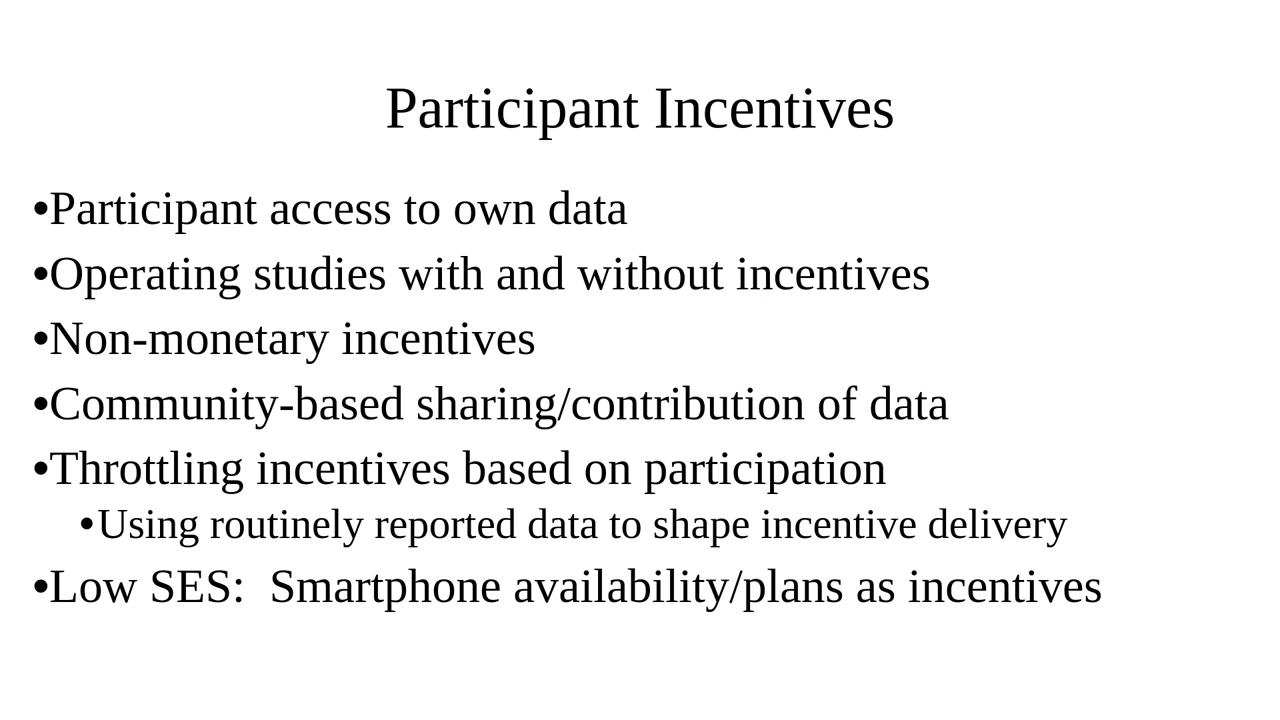 Participant Incentives
•Participant access to own data
•Operating studies with and without incentives
•Non-monetary incentives
•Community-based sharing/contribution of data
•Throttling incentives based on participation
•Using routinely reported data to shape incentive delivery
•Low SES:  Smartphone availability/plans as incentives